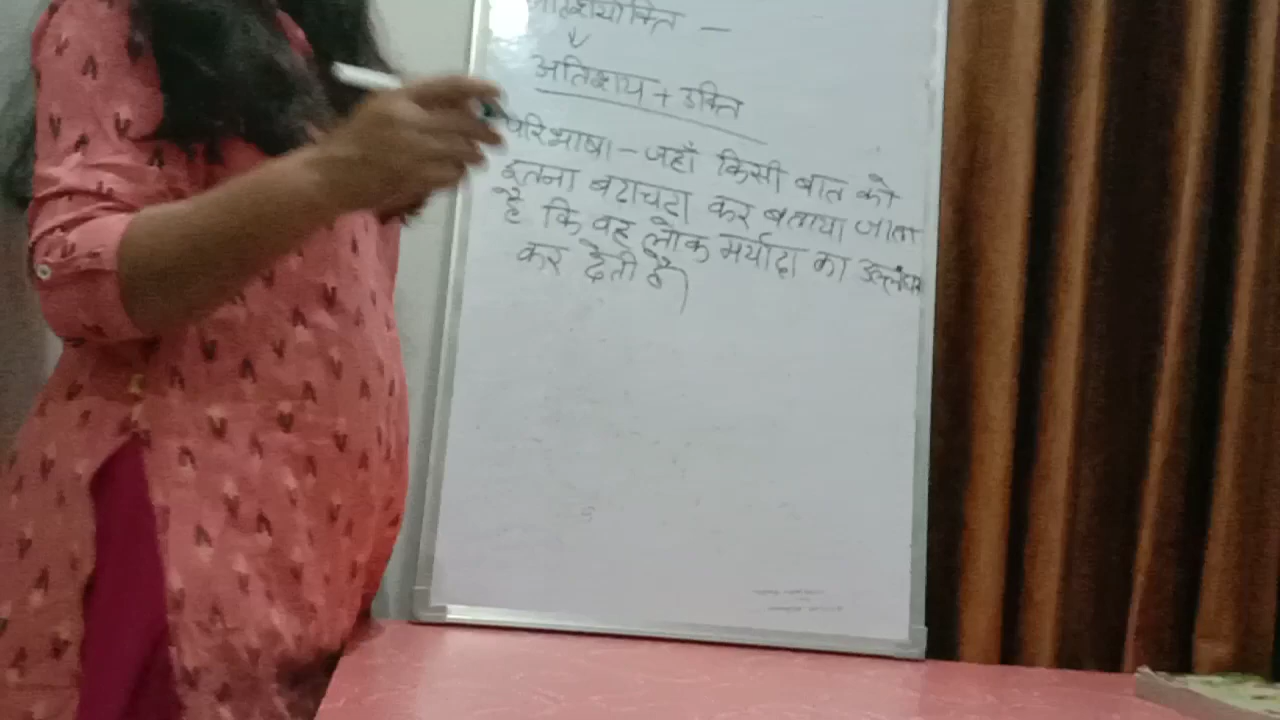 अतिशयोक्ति —
अतिशय + उक्ति
परिभाषा - जहाँ किसी बात को
इतना बढाचढा कर बताया जाता
है कि वह लोक मर्यादा का उल्लंघन
कर देती है।